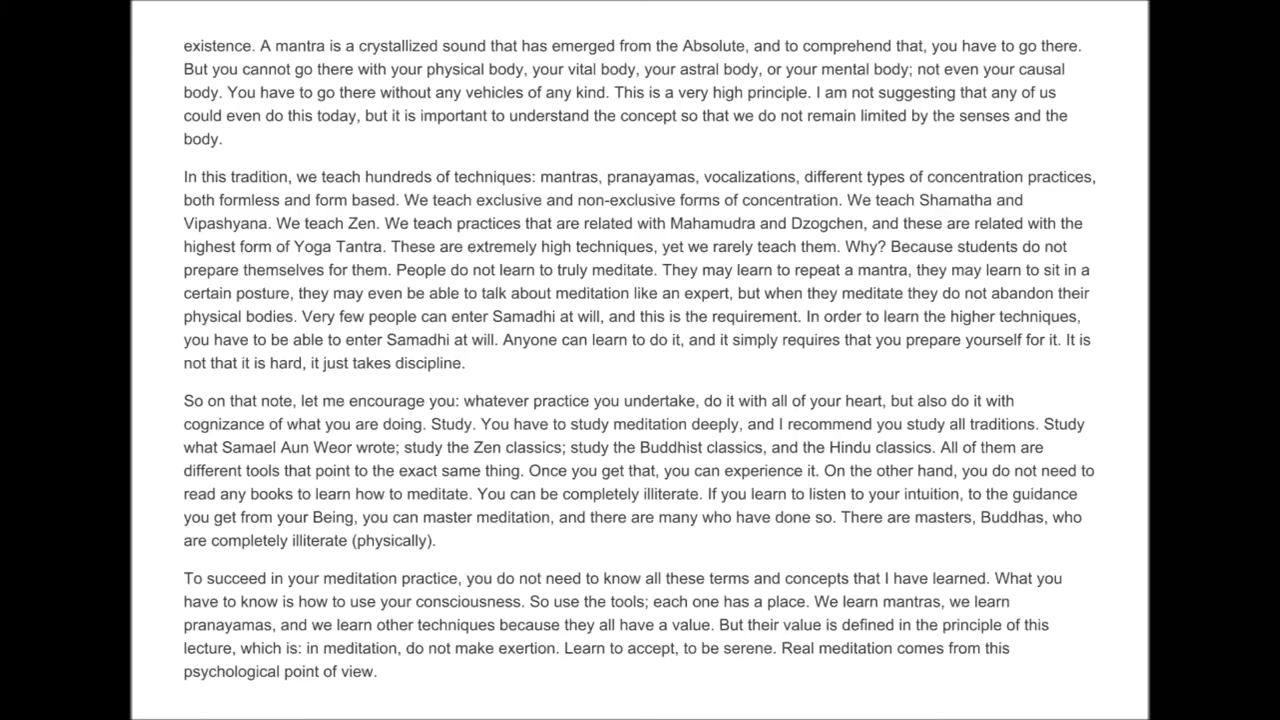 existence. A mantra is a crystallized sound that has emerged from the Absolute, and to comprehend that, you have to go there.
But you cannot go there with your physical body, your vital body, your astral body, or your mental body; not even your causal
body. You have to go there without any vehicles of any kind. This is a very high principle. I am not suggesting that any of us
could even do this today, but it is important to understand the concept so that we do not remain limited by the senses and the
body.
In this tradition, we teach hundreds of techniques: mantras, pranayamas, vocalizations, different types of concentration practices,
both formless and form based. We teach exclusive and non-exclusive forms of concentration. We teach Shamatha and
Vipashyana. We teach Zen. We teach practices that are related with Mahamudra and Dzogchen, and these are related with the
highest form of Yoga Tantra. These are extremely high techniques, yet we rarely teach them. Why? Because students do not
prepare themselves for them. People do not learn to truly meditate. They may learn to repeat a mantra, they may learn to sit in a
certain posture, they may even be able to talk about meditation like an expert, but when they meditate they do not abandon their
physical bodies. Very few people can enter Samadhi at will, and this is the requirement. In order to learn the higher techniques,
you have to be able to enter Samadhi at will. Anyone can learn to do it, and it simply requires that you prepare yourself for it. It is
not that it is hard, it just takes discipline.
So on that note, let me encourage you: whatever practice you undertake, do it with all of your heart, but also do it with
cognizance of what you are doing. Study. You have to study meditation deeply, and I recommend you study all traditions. Study
what Samael Aun Weor wrote; study the Zen classics; study the Buddhist classics, and the Hindu classics. All of them are
different tools that point to the exact same thing. Once you get that, you can experience it. On the other hand, you do not need to
read any books to learn how to meditate. You can be completely illiterate. If you learn to listen to your intuition, to the guidance
you get from your Being, you can master meditation, and there are many who have done so. There are masters, Buddhas, who
are completely illiterate (physically).
To succeed in your meditation practice, you do not need to know all these terms and concepts that I have learned. What you
have to know is how to use your consciousness. So use the tools; each one has a place. We learn mantras, we learn
pranayamas, and we learn other techniques because they all have a value. But their value is defined in the principle of this
lecture, which is: in meditation, do not make exertion. Learn to accept, to be serene. Real meditation comes from this
psychological point of view.